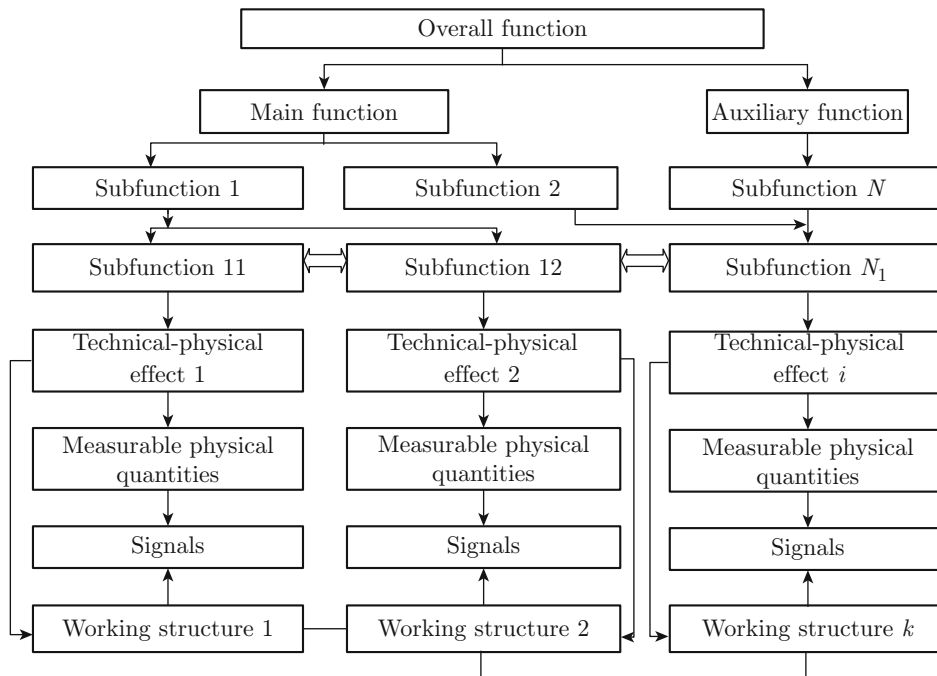 Overall function
Main function
Auxiliary function
Subfunction 1
Subfunction 2
Subfunction N
Subfunction 11
Subfunction 12
Subfunction N₁
Technical-physical
effect 1
Technical-physical
effect 2
Technical-physical
effect i
Measurable physical
quantities
Measurable physical
quantities
Measurable physical
quantities
Signals
Signals
Signals
Working structure 1
Working structure 2
Working structure k